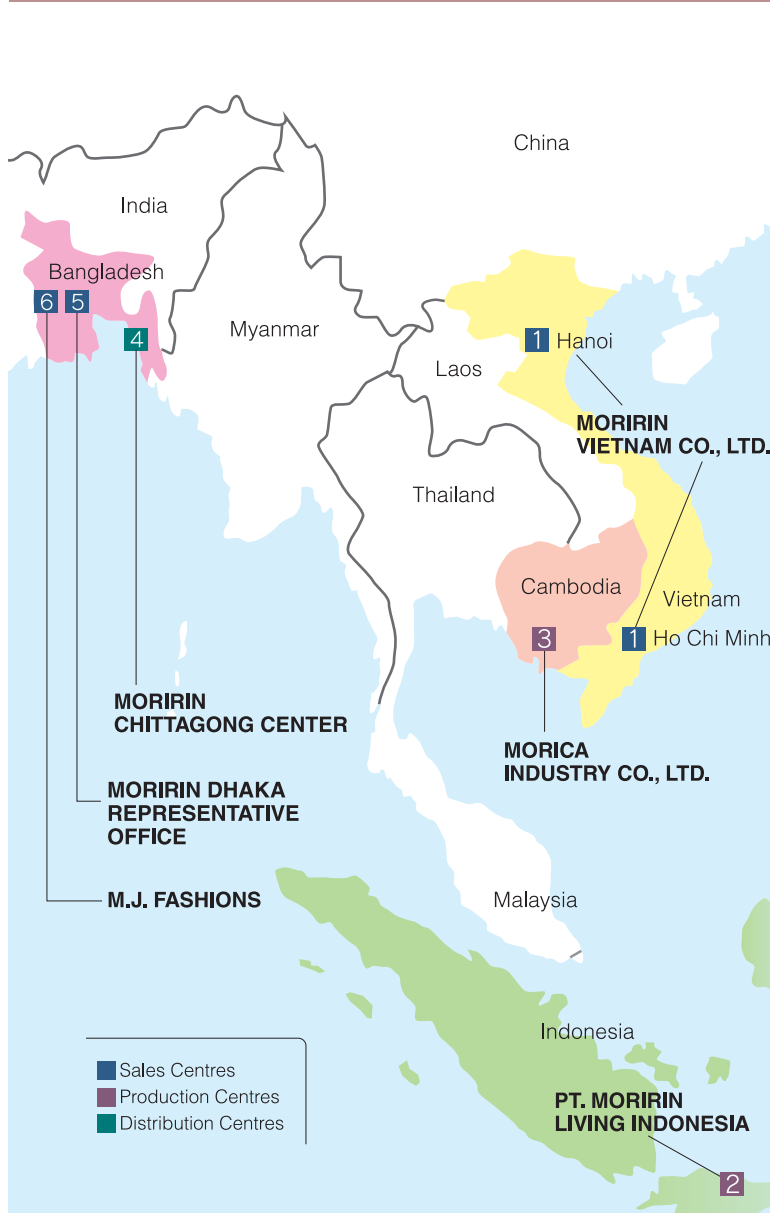 China
India
Bangladesh
6 5
4
Myanmar
1 Hanoi
Laos
MORIRIN
VIETNAM CO., LTD.
Thailand
Cambodia
Vietnam
3
1 Ho Chi Minh
MORIRIN
CHITTAGONG CENTER
MORICA
INDUSTRY CO., LTD.
MORIRIN DHAKA
REPRESENTATIVE
OFFICE
M.J. FASHIONS
Malaysia
Indonesia
Sales Centres
Production Centres
Distribution Centres
PT. MORIRIN
LIVING INDONESIA
2